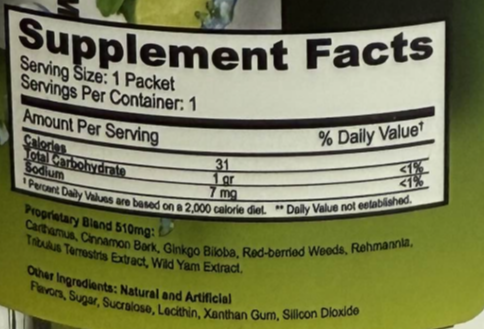 Supplement Facts
Serving Size: 1 Packet
Servings Per Container: 1
Amount Per Serving % Daily Value†
Calories 31
Total Carbohydrate 1 gr <1%
Sodium 7 mg <1%
† Percent Daily Values are based on a 2,000 calorie diet. ** Daily Value not established.
Proprietary Blend 510mg:
Carthamus, Cinnamon Bark, Ginkgo Biloba, Red-berried Weeds, Rehmannia,
Tribulus Terrestris Extract, Wild Yam Extract.
Other Ingredients: Natural and Artificial
Flavors, Sugar, Sucralose, Lecithin, Xanthan Gum, Silicon Dioxide